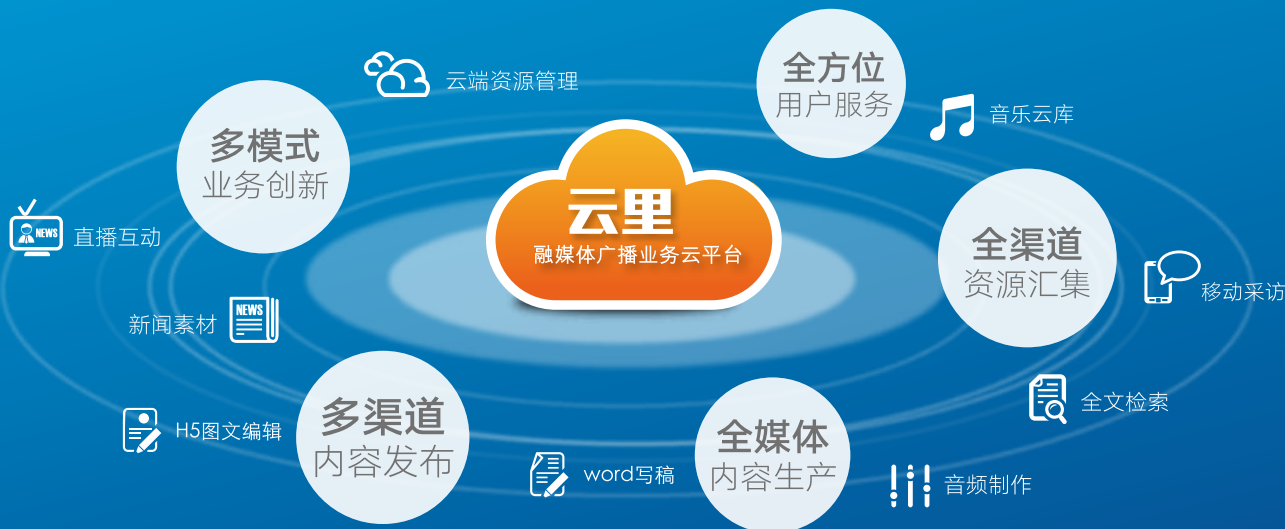 云端资源管理
全方位
用户服务
音乐云库
多模式
业务创新
云里
融媒体广播业务云平台
NEWS
直播互动
全渠道
资源汇集
移动采访
新闻素材
NEWS
H5图文编辑
多渠道
内容发布
word写稿
全媒体
内容生产
全文检索
音频制作